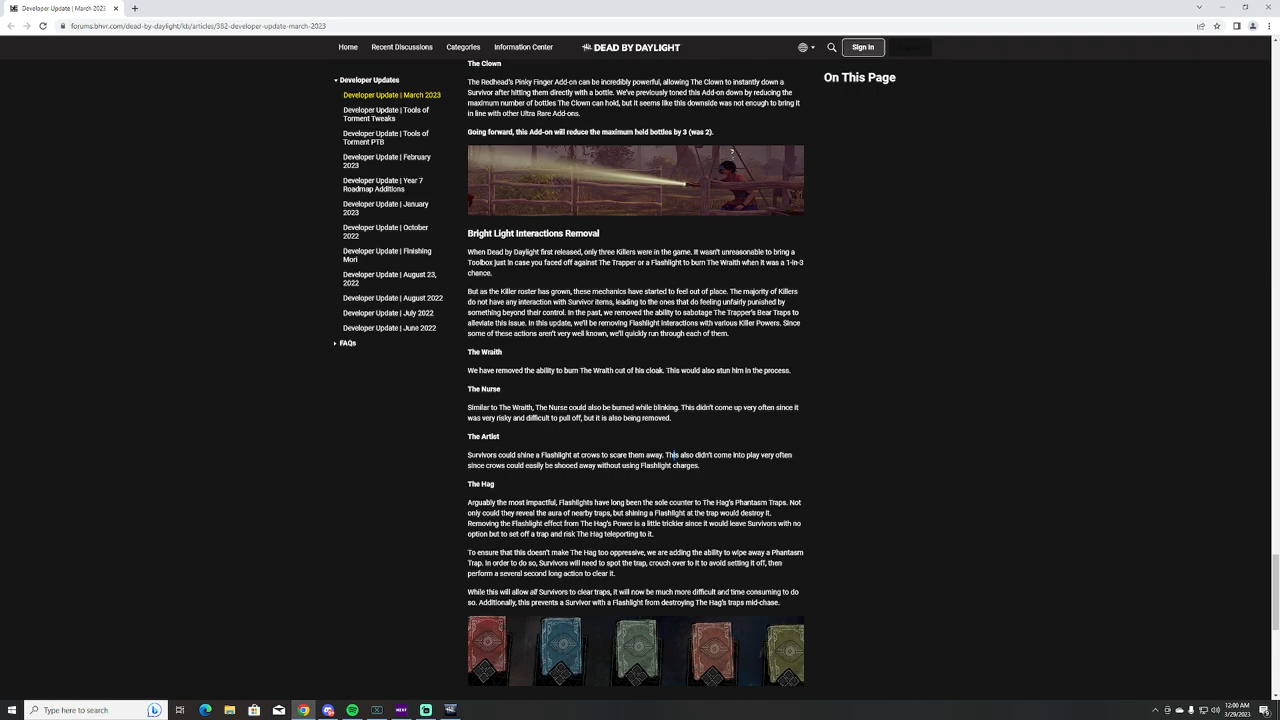 Developer Update | March 2023
forums.bhvr.com/dead-by-daylight/kb/articles/382-developer-update-march-2023
Home
Recent Discussions
Categories
Information Center
DEAD BY DAYLIGHT
Sign In
Developer Updates
Developer Update | March 2023
Developer Update | Tools of
Torment Tweaks
Developer Update | Tools of
Torment PTB
Developer Update | February
2023
Developer Update | Year 7
Roadmap Additions
Developer Update | January
2023
Developer Update | October
2022
Developer Update | Finishing
Mori
Developer Update | August 23,
2022
Developer Update | August 2022
Developer Update | July 2022
Developer Update | June 2022
FAQs
The Clown
The Redhead's Pinky Finger Add-on can be incredibly powerful, allowing The Clown to instantly down a
Survivor after hitting them directly with a bottle. We've previously toned this Add-on down by reducing the
maximum number of bottles The Clown can hold, but it seems like this downside was not enough to bring it
in line with other Ultra Rare Add-ons.
Going forward, this Add-on will reduce the maximum held bottles by 3 (was 2).
Bright Light Interactions Removal
When Dead by Daylight first released, only three Killers were in the game. It wasn't unreasonable to bring a
Toolbox just in case you faced off against The Trapper or a Flashlight to burn The Wraith when it was a 1-in-3
chance.
But as the Killer roster has grown, these mechanics have started to feel out of place. The majority of Killers
do not have any interaction with Survivor items, leading to the ones that do feeling unfairly punished by
something beyond their control. In the past, we removed the ability to sabotage The Trapper's Bear Traps to
alleviate this issue. In this update, we'll be removing Flashlight interactions with various Killer Powers. Since
some of these actions aren't very well known, we'll quickly run through each of them.
The Wraith
We have removed the ability to burn The Wraith out of his cloak. This would also stun him in the process.
The Nurse
Similar to The Wraith, The Nurse could also be burned while blinking. This didn't come up very often since it
was very risky and difficult to pull off, but it is also being removed.
The Artist
Survivors could shine a Flashlight at crows to scare them away. This also didn't come into play very often
since crows could easily be shooed away without using Flashlight charges.
The Hag
Arguably the most impactful, Flashlights have long been the sole counter to The Hag's Phantasm Traps. Not
only could they reveal the aura of nearby traps, but shining a Flashlight at the trap would destroy it.
Removing the Flashlight effect from The Hag's Power is a little trickier since it would leave Survivors with no
option but to set off a trap and risk The Hag teleporting to it.
To ensure that this doesn't make The Hag too oppressive, we are adding the ability to wipe away a Phantasm
Trap. In order to do so, Survivors will need to spot the trap, crouch over to it to avoid setting it off, then
perform a several second long action to clear it.
While this will allow all Survivors to clear traps, it will now be much more difficult and time consuming to do
so. Additionally, this prevents a Survivor with a Flashlight from destroying The Hag's traps mid-chase.
On This Page
Type here to search
NEXT
12:00 AM
3/29/2023